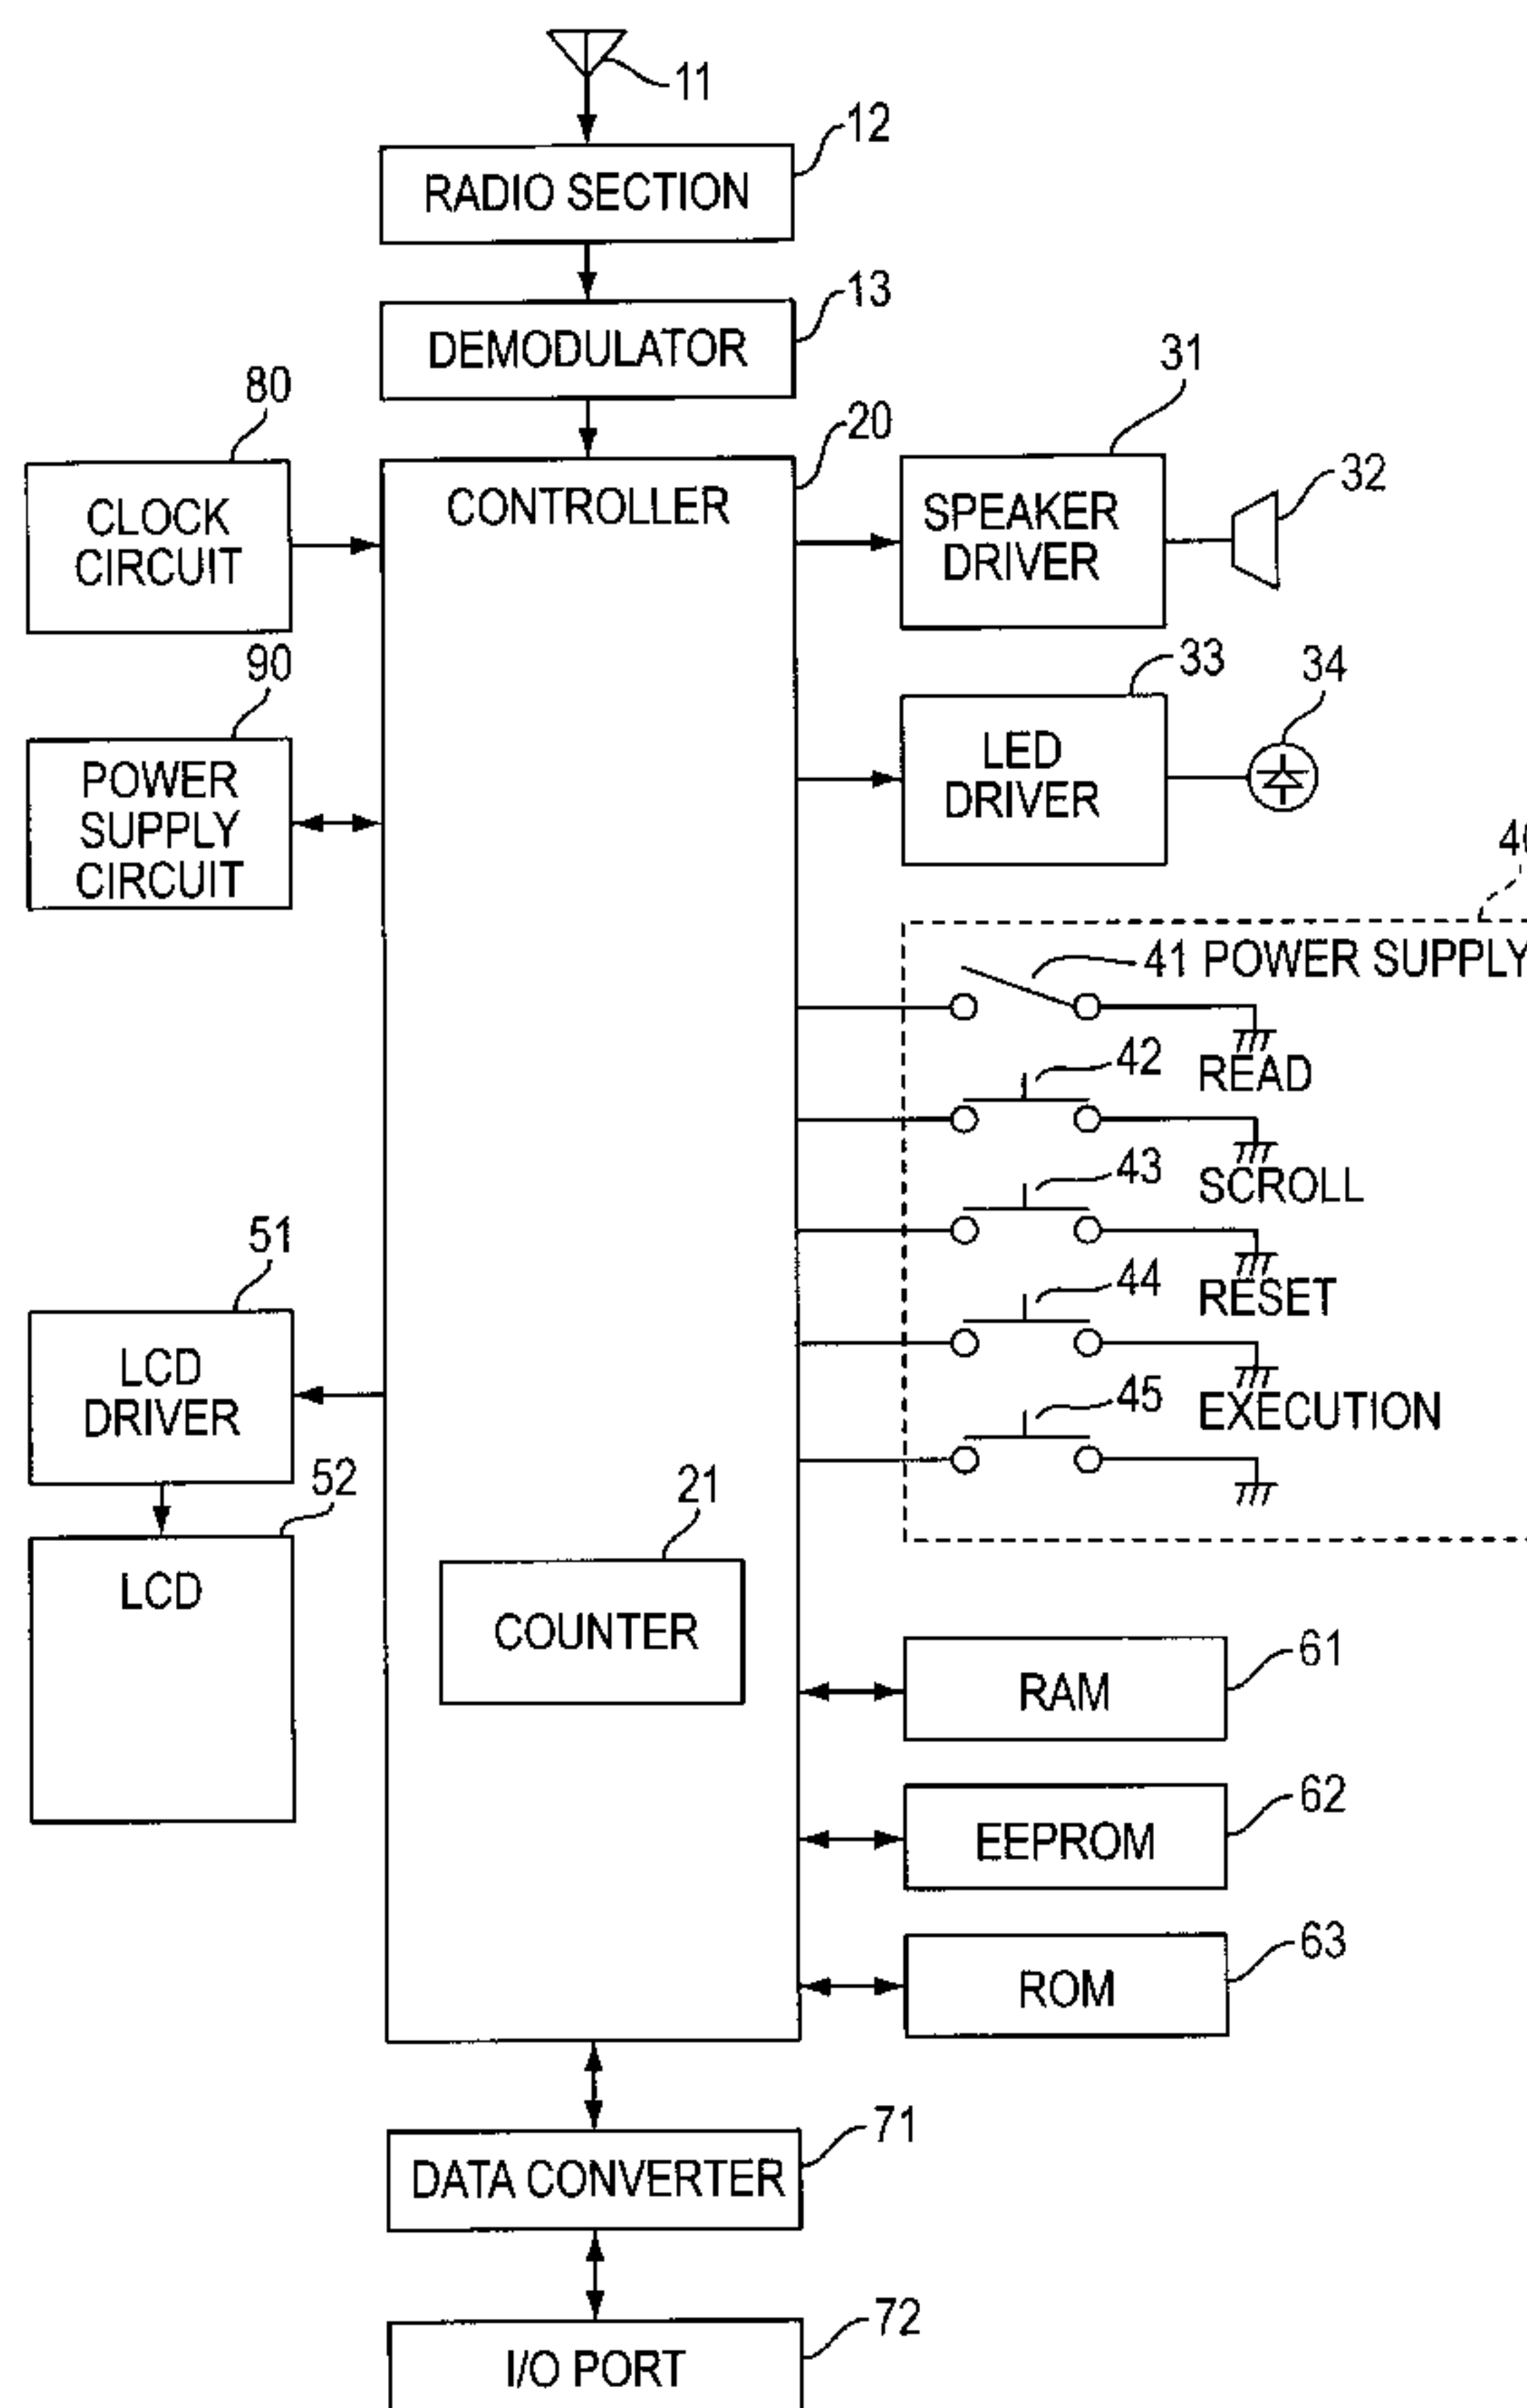 11
12
RADIO SECTION
13
DEMODULATOR
80
20
31
32
CLOCK
CIRCUIT
CONTROLLER
SPEAKER
DRIVER
90
33
34
POWER
SUPPLY
CIRCUIT
LED
DRIVER
41 POWER SUPPLY
42
READ
43
SCROLL
51
44
RESET
LCD
DRIVER
45
EXECUTION
52
21
LCD
COUNTER
61
RAM
62
EEPROM
63
ROM
71
DATA CONVERTER
72
I/O PORT